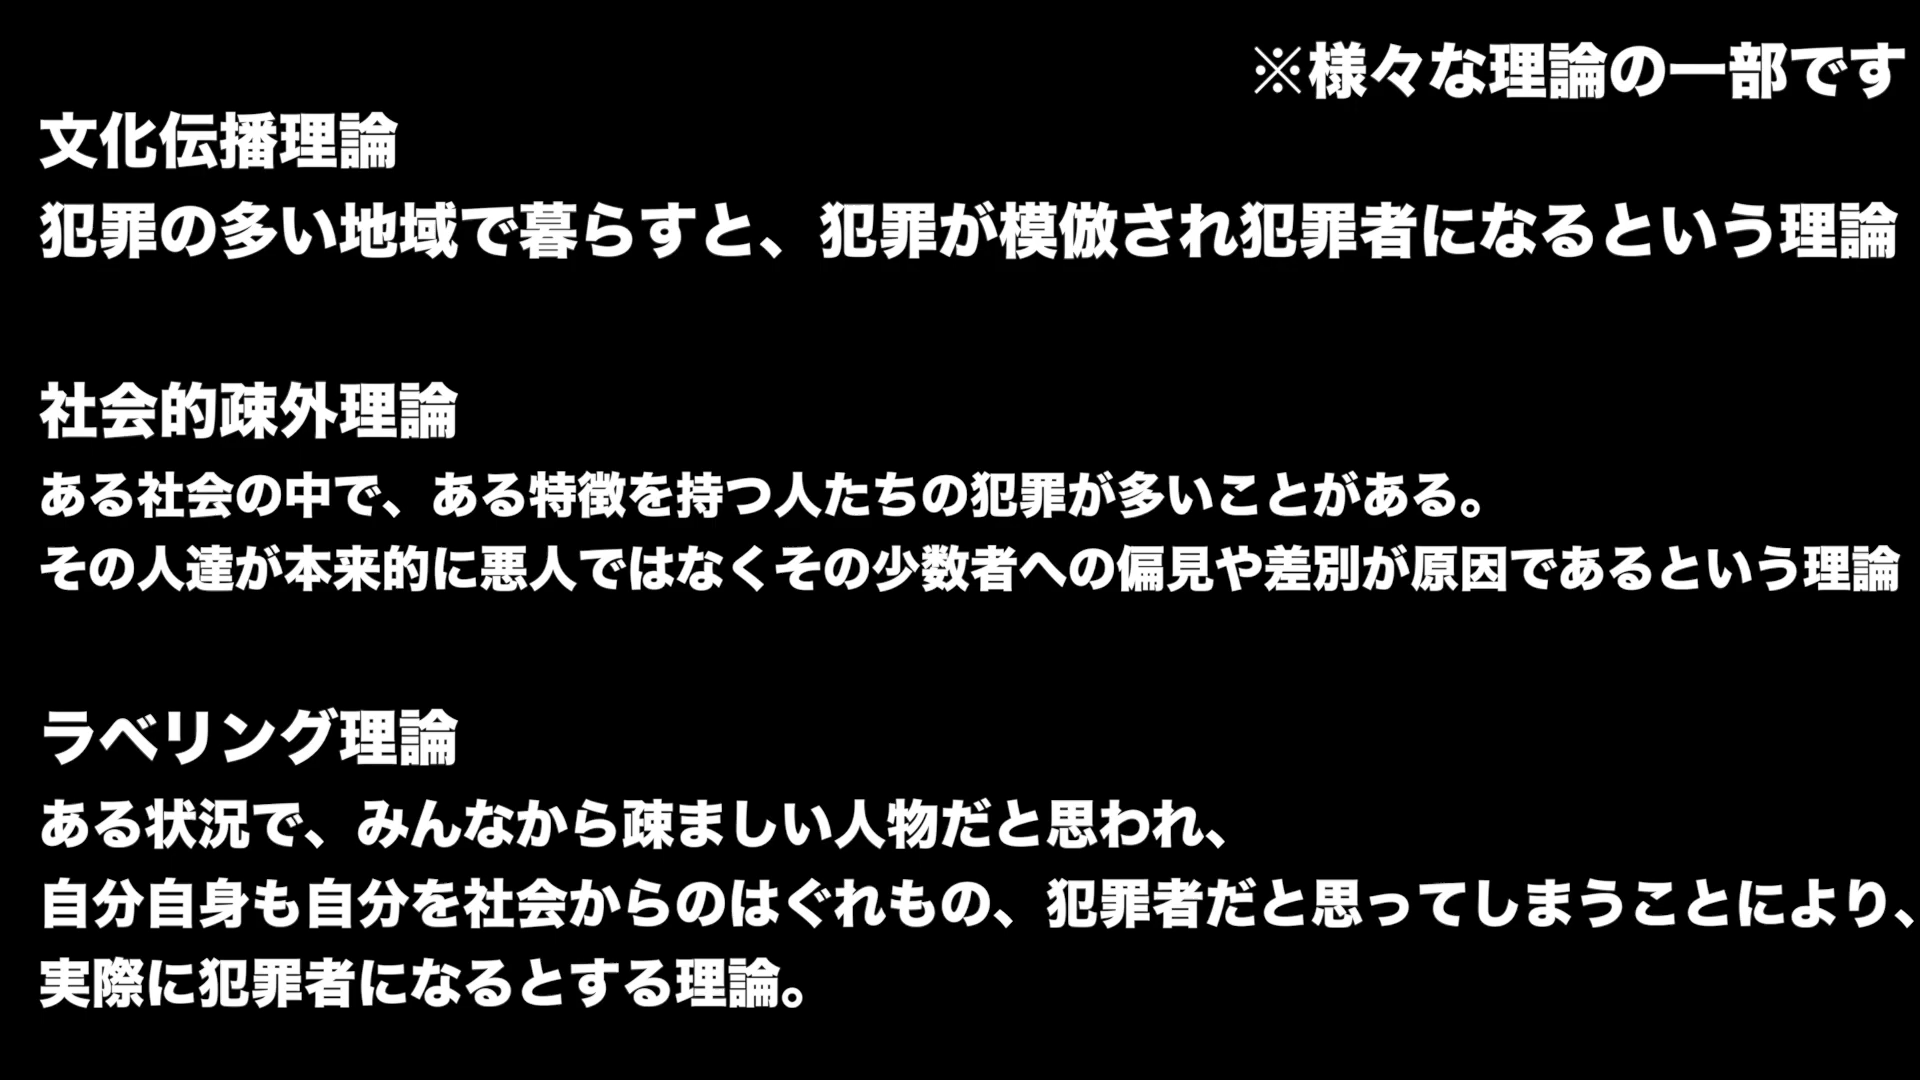 ※様々な理論の一部です
文化伝播理論
犯罪の多い地域で暮らすと、犯罪が模倣され犯罪者になるという理論
社会的疎外理論
ある社会の中で、ある特徴を持つ人たちの犯罪が多いことがある。
その人達が本来的に悪人ではなくその少数者への偏見や差別が原因であるという理論
ラベリング理論
ある状況で、みんなから疎ましい人物だと思われ、
自分自身も自分を社会からのはぐれもの、犯罪者だと思ってしまうことにより、
実際に犯罪者になるとする理論。